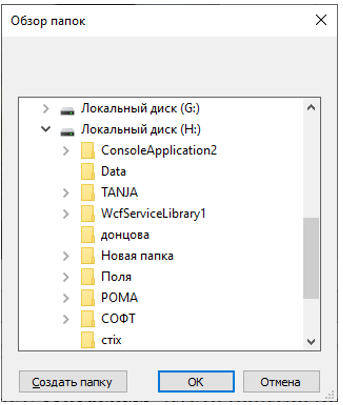 Обзор папок
Локальный диск (G:)
Локальный диск (H:)
ConsoleApplication2
Data
TANJA
WcfServiceLibrary1
донцова
Новая папка
Поля
РОМА
СОФТ
стіх
Создать папку
ОК
Отмена